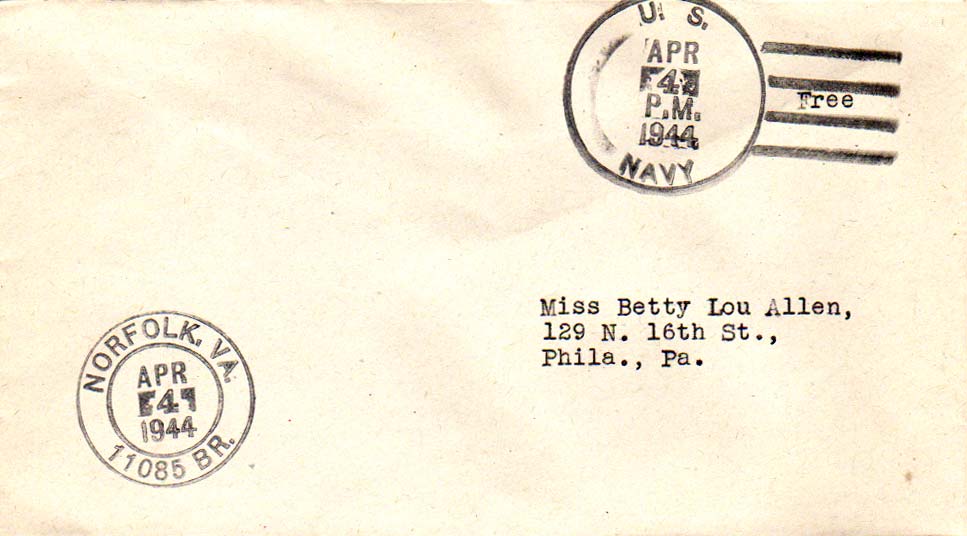 U. S.
APR
4
P.M.
1944
NAVY
Free
Miss Betty Lou Allen,
129 N. 16th St.,
Phila., Pa.
NORFOLK, VA.
APR
4
1944
11085 BR.